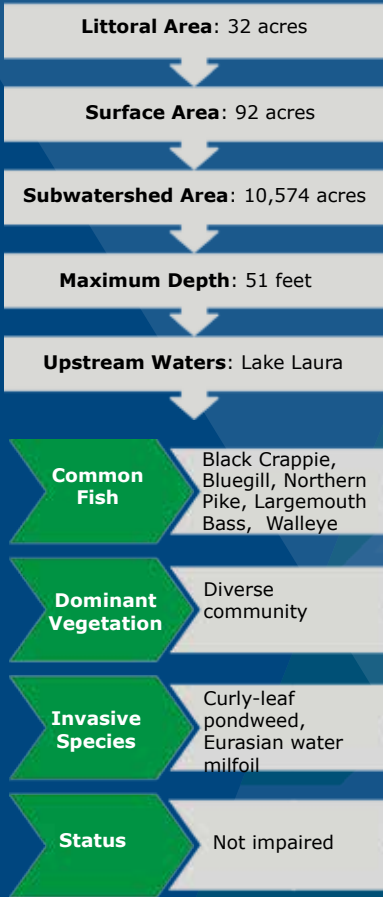 Littoral Area: 32 acres
Surface Area: 92 acres
Subwatershed Area: 10,574 acres
Maximum Depth: 51 feet
Upstream Waters: Lake Laura
Common
Fish
Black Crappie,
Bluegill, Northern
Pike, Largemouth
Bass, Walleye
Dominant
Vegetation
Diverse
community
Invasive
Species
Curly-leaf
pondweed,
Eurasian water
milfoil
Status
Not impaired